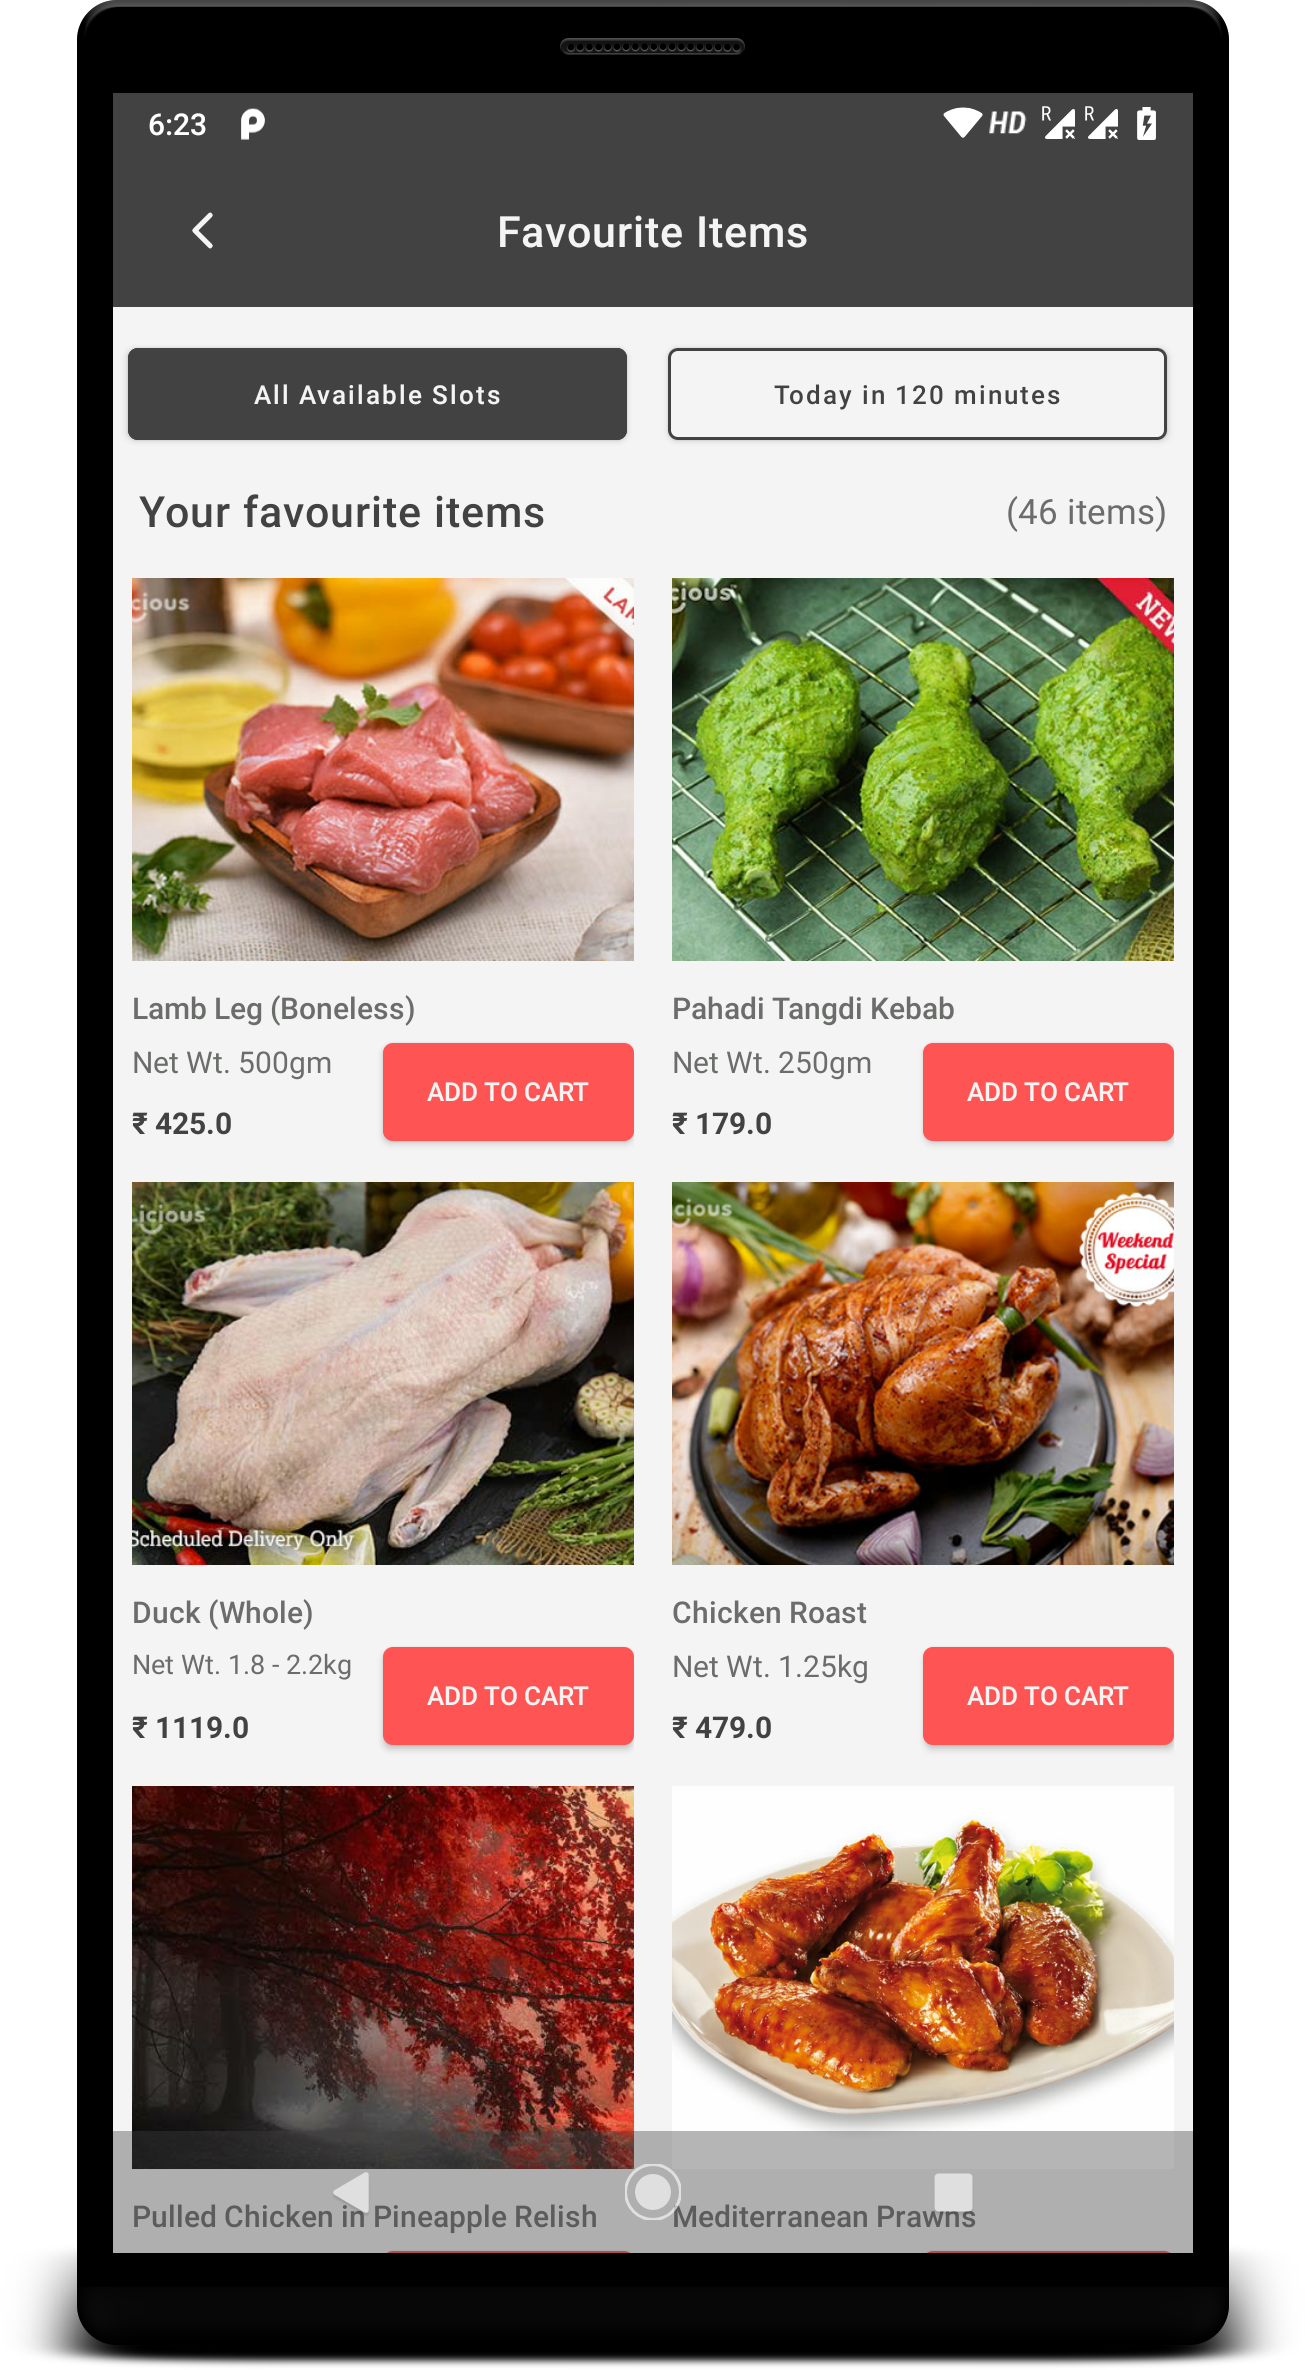 6:23
HD R R
Favourite Items
All Available Slots
Today in 120 minutes
Your favourite items
(46 items)
cious
LAM
cious
NEW
Lamb Leg (Boneless)
Net Wt. 500gm
₹ 425.0
ADD TO CART
Pahadi Tangdi Kebab
Net Wt. 250gm
₹ 179.0
ADD TO CART
icious
Scheduled Delivery Only
cious
Weekend
Special
Duck (Whole)
Net Wt. 1.8 - 2.2kg
₹ 1119.0
ADD TO CART
Chicken Roast
Net Wt. 1.25kg
₹ 479.0
ADD TO CART
Pulled Chicken in Pineapple Relish
Mediterranean Prawns